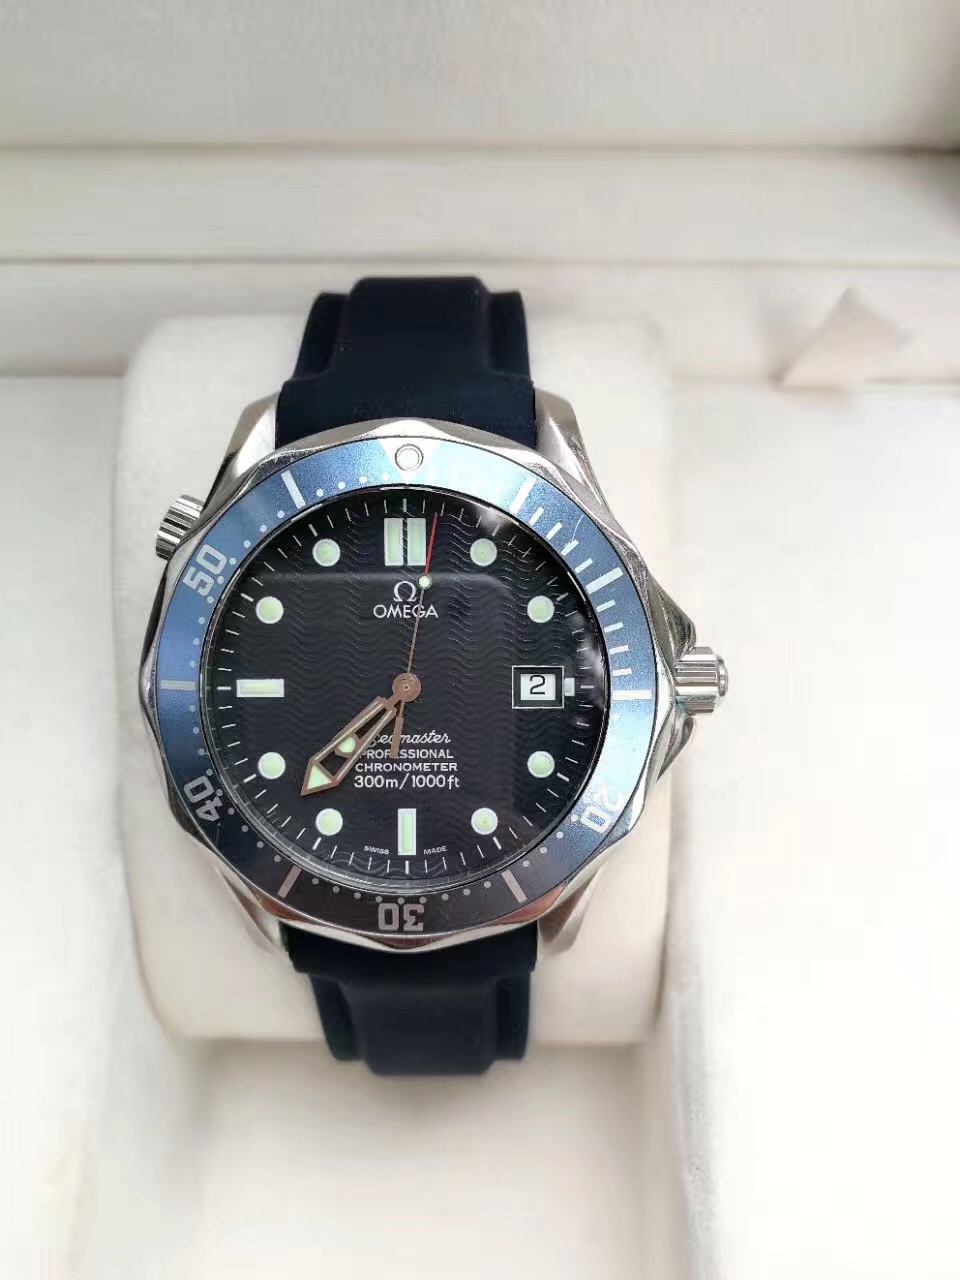 Ω
OMEGA
50
2
Seamaster
PROFESSIONAL
CHRONOMETER
300m/1000ft
40
20
SWISS MADE
30